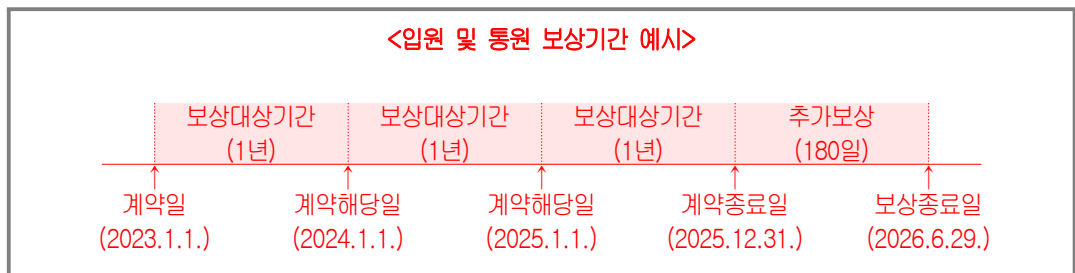 <입원 및 통원 보상기간 예시>
보상대상기간 보상대상기간 보상대상기간 추가보상
(1년) (1년) (1년) (180일)
계약일 계약해당일 계약해당일 계약종료일 보상종료일
(2023.1.1.) (2024.1.1.) (2025.1.1.) (2025.12.31.) (2026.6.29.)